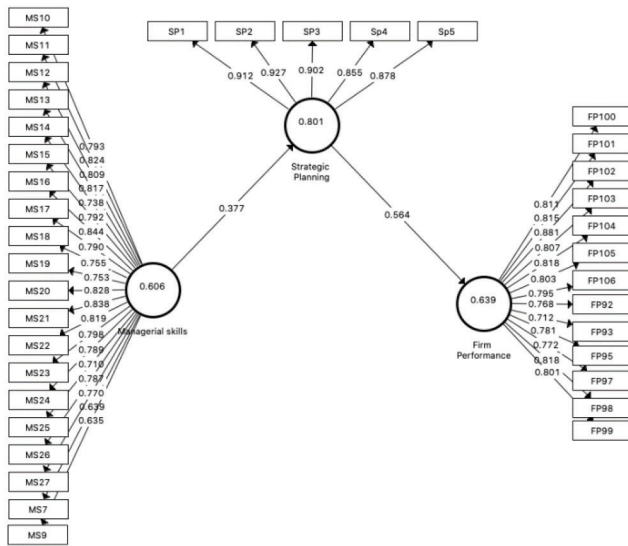 MS10
MS11
MS12
MS13
MS14
MS15
MS16
MS17
MS18
MS19
MS20
MS21
MS22
MS23
MS24
MS25
MS26
MS27
MS7
MS9
0.793
0.824
0.809
0.817
0.738
0.792
0.844
0.790
0.755
0.753
0.828
0.838
0.819
0.798
0.789
0.710
0.787
0.770
0.639
0.635
0.606
Managerial skills
0.377
SP1 SP2 SP3 Sp4 Sp5
0.912 0.927 0.902 0.855 0.878
0.801
Strategic
Planning
0.564
0.639
Firm
Performance
0.811
0.815
0.881
0.807
0.818
0.803
0.795
0.768
0.712
0.781
0.772
0.818
0.801
FP100
FP101
FP102
FP103
FP104
FP105
FP106
FP92
FP93
FP95
FP97
FP98
FP99